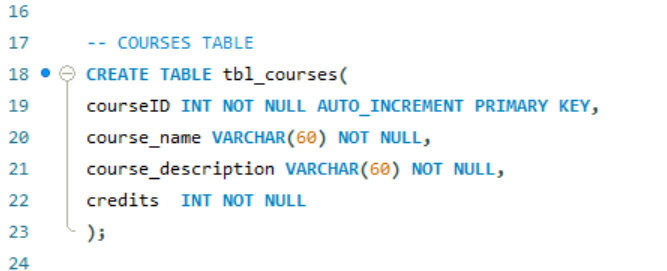 16
17 -- COURSES TABLE
18 CREATE TABLE tbl_courses(
19 courseID INT NOT NULL AUTO_INCREMENT PRIMARY KEY,
20 course_name VARCHAR(60) NOT NULL,
21 course_description VARCHAR(60) NOT NULL,
22 credits  INT NOT NULL
23 );
24